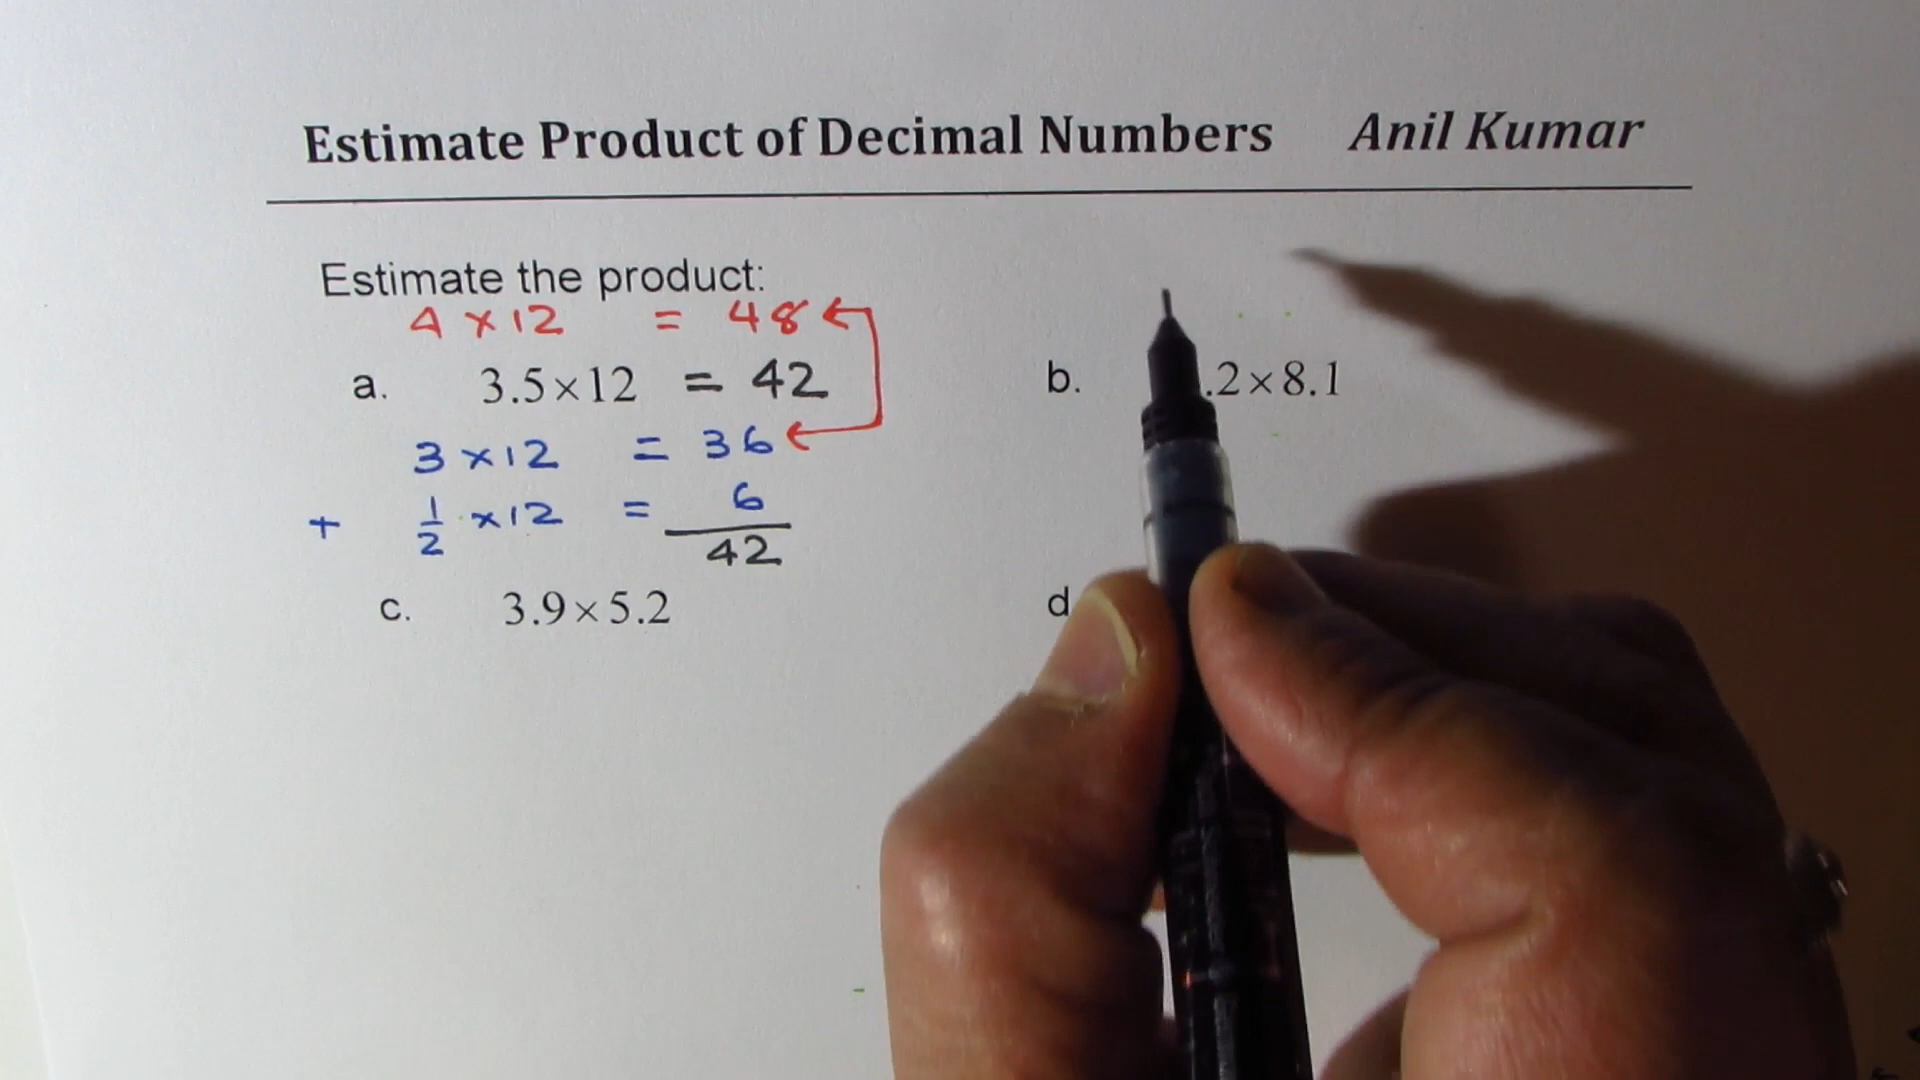 Estimate Product of Decimal Numbers Anil Kumar
Estimate the product:
4 × 12 = 48
a. 3.5 × 12 = 42
3 × 12 = 36
+ 1/2 × 12 = 6
42
b. .2 × 8.1
c. 3.9 × 5.2
d